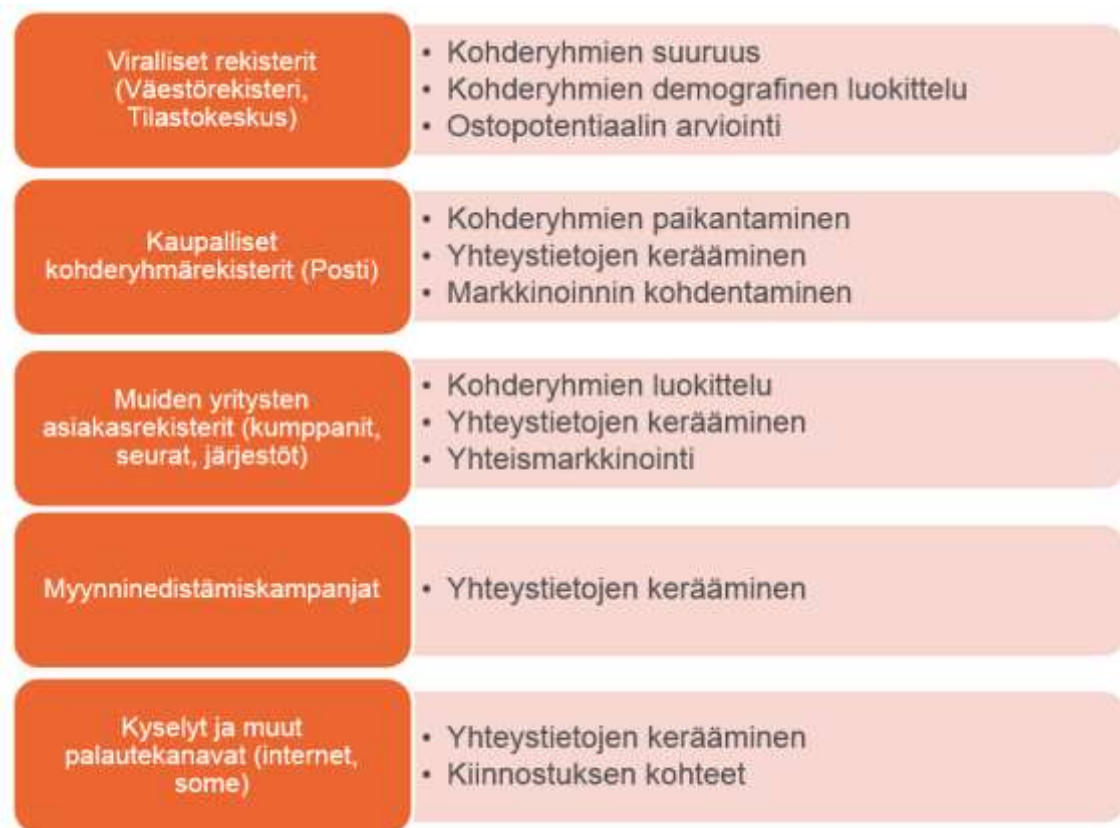 Viralliset rekisterit
(Väestörekisteri,
Tilastokeskus)
• Kohderyhmien suuruus
• Kohderyhmien demografinen luokittelu
• Ostopotentiaalin arviointi
Kaupalliset
kohderyhmärekisterit (Posti)
• Kohderyhmien paikantaminen
• Yhteystietojen kerääminen
• Markkinoinnin kohdentaminen
Muiden yritysten
asiakasrekisterit (kumppanit,
seurat, järjestöt)
• Kohderyhmien luokittelu
• Yhteystietojen kerääminen
• Yhteismarkkinointi
Myynninedistämiskampanjat
• Yhteystietojen kerääminen
Kyselyt ja muut
palautekanavat (internet,
some)
• Yhteystietojen kerääminen
• Kiinnostuksen kohteet